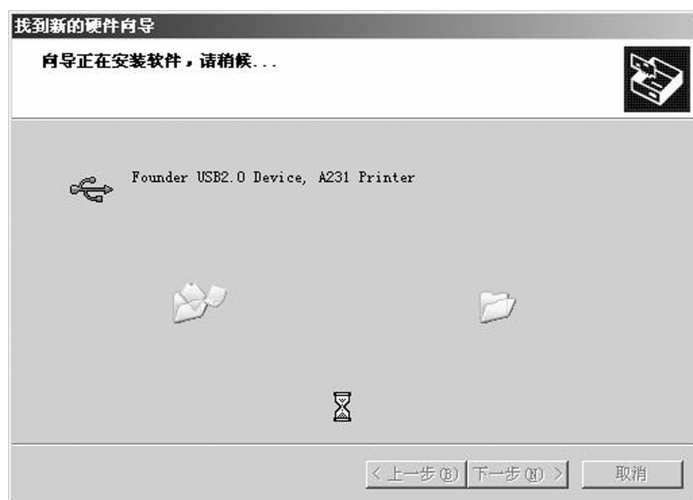 找到新的硬件向导
向导正在安装软件，请稍候...
Founder USB2.0 Device, A231 Printer
< 上一步(B) 下一步(N) > 取消